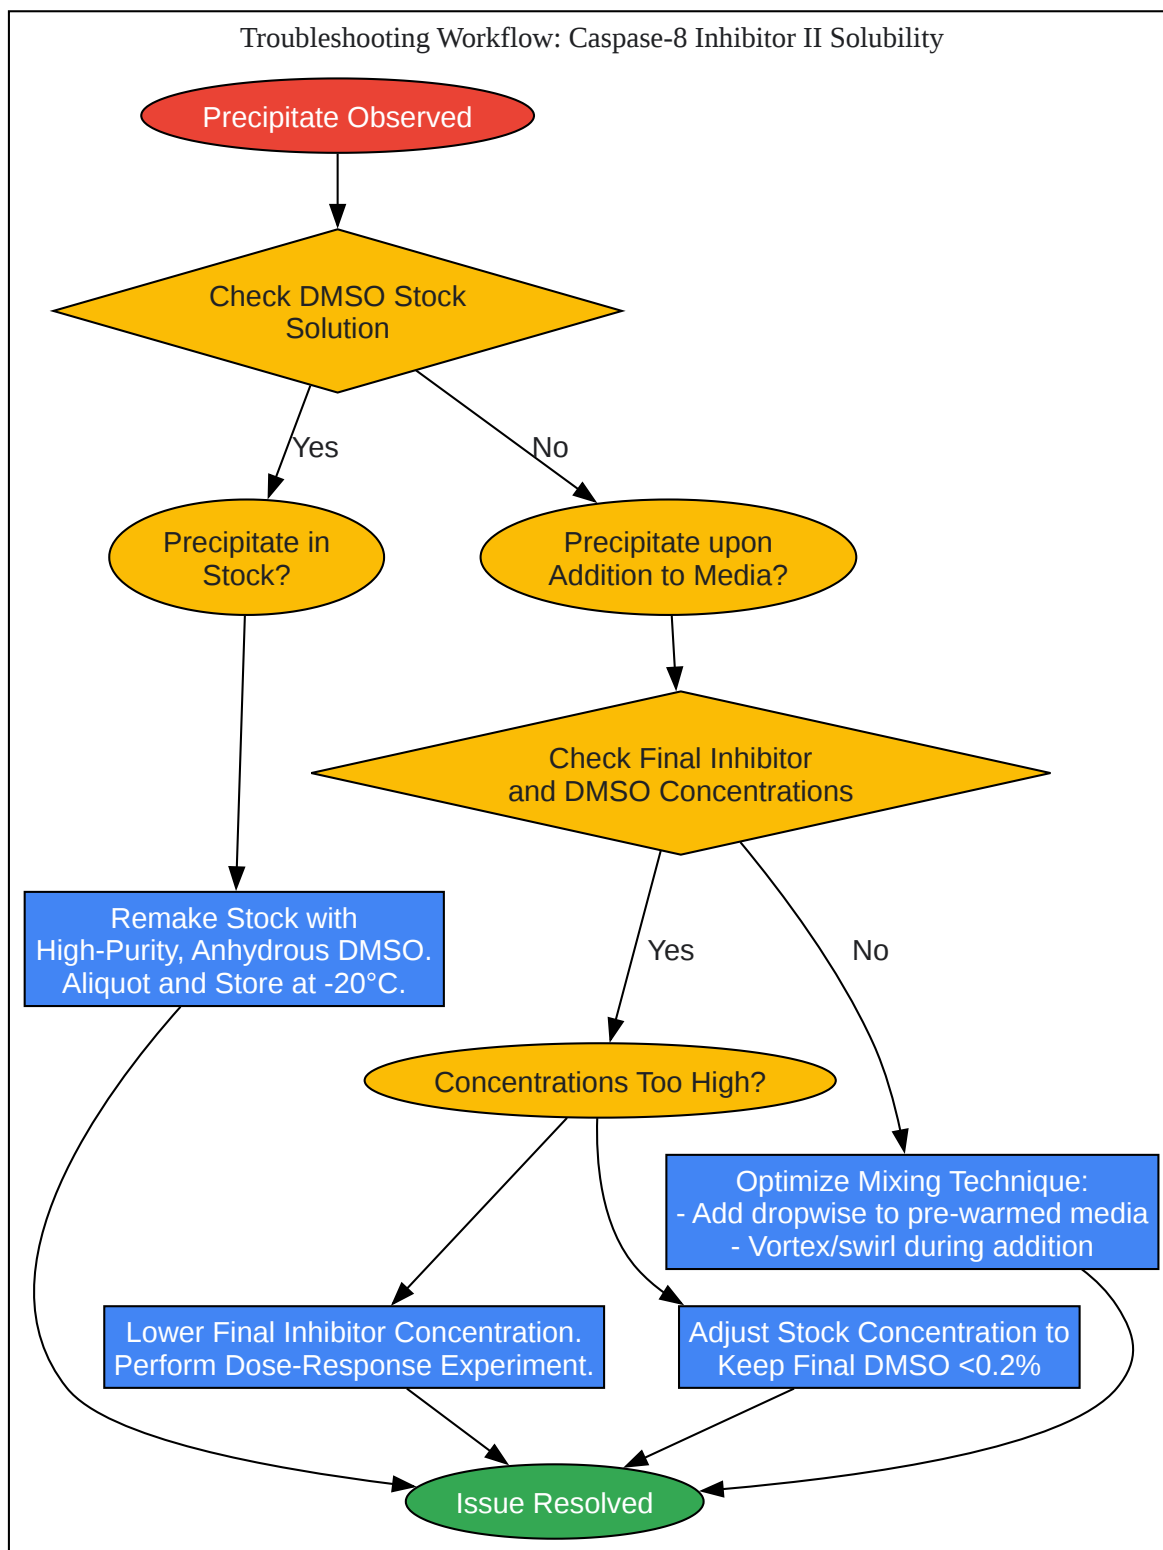 Troubleshooting Workflow: Caspase-8 Inhibitor II Solubility
Precipitate Observed
Check DMSO Stock
Solution
Yes
No
Precipitate in
Stock?
Precipitate upon
Addition to Media?
Check Final Inhibitor
and DMSO Concentrations
Remake Stock with
High-Purity, Anhydrous DMSO.
Aliquot and Store at -20°C.
Yes
No
Concentrations Too High?
Optimize Mixing Technique:
- Add dropwise to pre-warmed media
- Vortex/swirl during addition
Lower Final Inhibitor Concentration.
Perform Dose-Response Experiment.
Adjust Stock Concentration to
Keep Final DMSO <0.2%
Issue Resolved